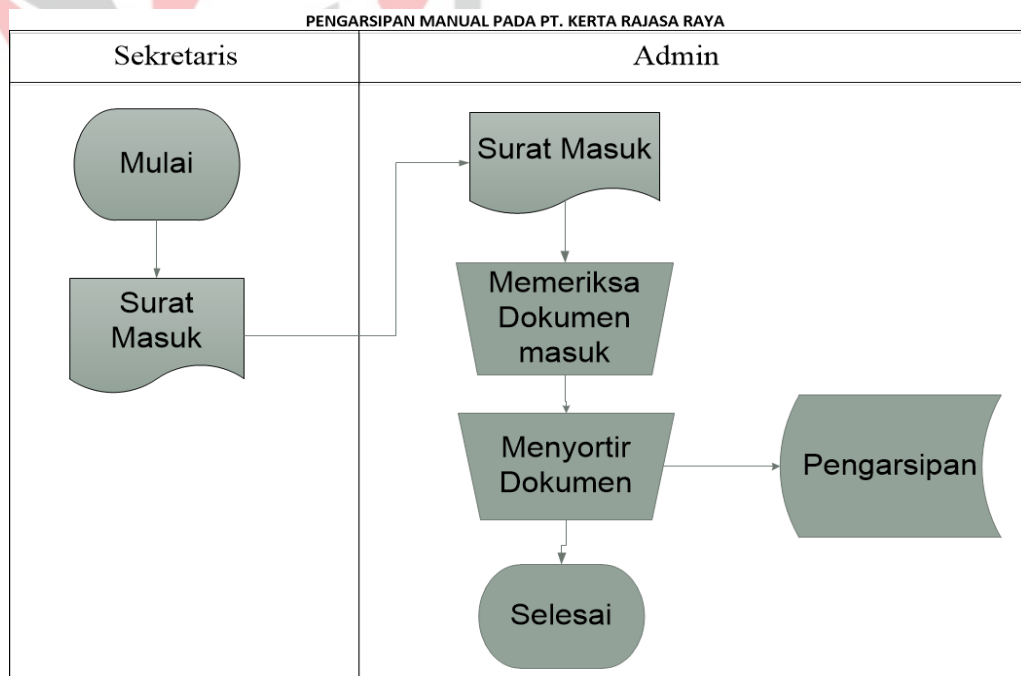 PENGARSIPAN MANUAL PADA PT. KERTA RAJASA RAYA
Sekretaris
Admin
Mulai
Surat
Masuk
Surat Masuk
Memeriksa
Dokumen
masuk
Menyortir
Dokumen
Pengarsipan
Selesai